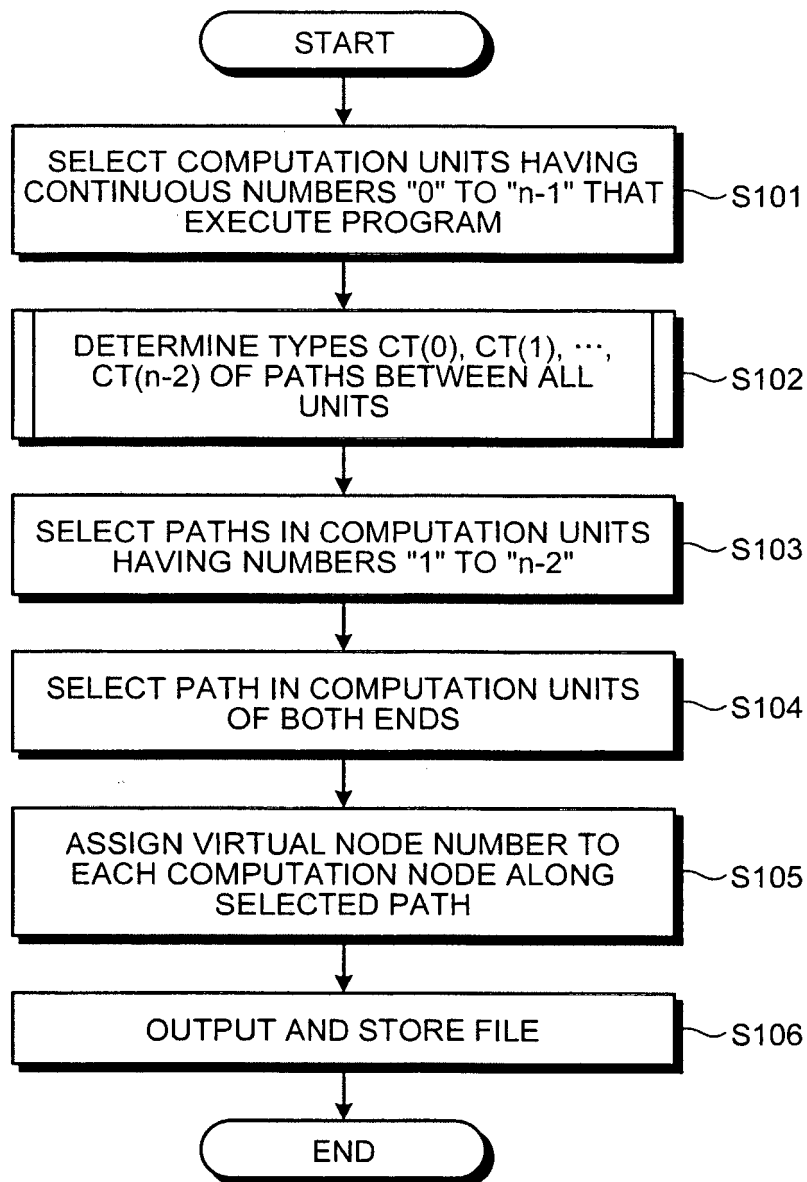 START
SELECT COMPUTATION UNITS HAVING
CONTINUOUS NUMBERS "0" TO "n-1" THAT
EXECUTE PROGRAM
S101
DETERMINE TYPES CT(0), CT(1), ···,
CT(n-2) OF PATHS BETWEEN ALL
UNITS
S102
SELECT PATHS IN COMPUTATION UNITS
HAVING NUMBERS "1" TO "n-2"
S103
SELECT PATH IN COMPUTATION UNITS
OF BOTH ENDS
S104
ASSIGN VIRTUAL NODE NUMBER TO
EACH COMPUTATION NODE ALONG
SELECTED PATH
S105
OUTPUT AND STORE FILE
S106
END